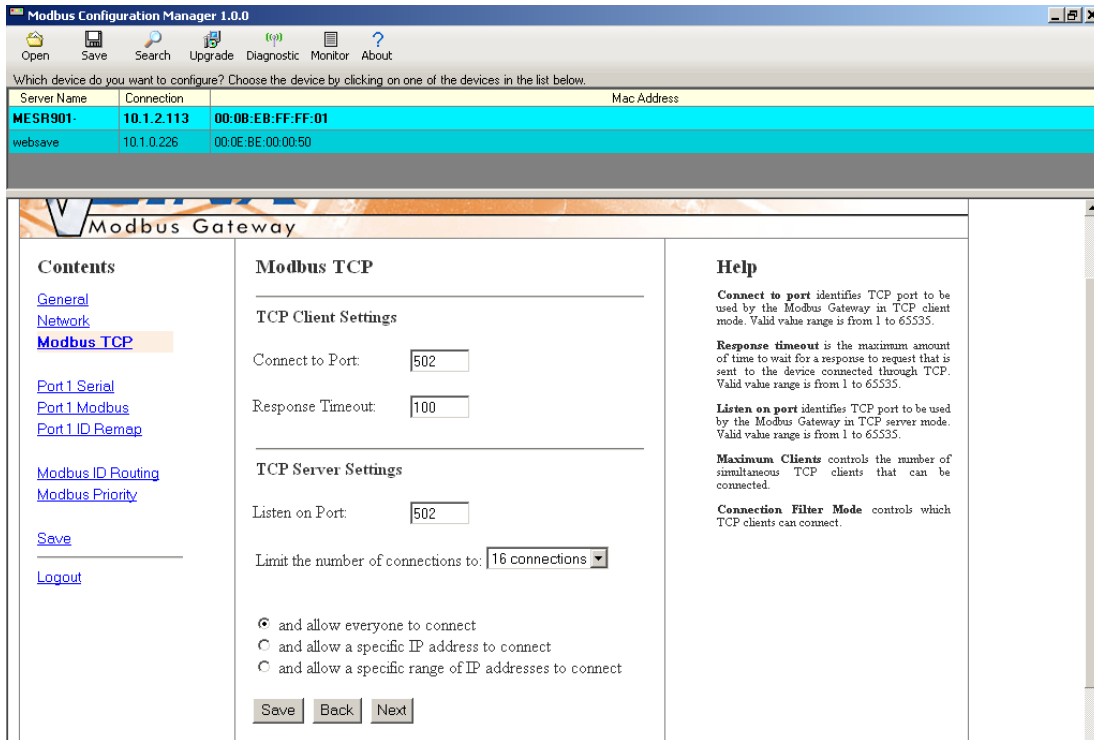 Modbus Configuration Manager 1.0.0
Open Save Search Upgrade Diagnostic Monitor About
Which device do you want to configure? Choose the device by clicking on one of the devices in the list below.
Server Name Connection Mac Address
MESR901- 10.1.2.113 00:0B:EB:FF:FF:01
websave 10.1.0.226 00:0E:BE:00:00:50
Modbus Gateway
Contents
General
Network
Modbus TCP
Port 1 Serial
Port 1 Modbus
Port 1 ID Remap
Modbus ID Routing
Modbus Priority
Save
Logout
Modbus TCP
TCP Client Settings
Connect to Port: 502
Response Timeout: 100
TCP Server Settings
Listen on Port: 502
Limit the number of connections to: 16 connections
and allow everyone to connect
and allow a specific IP address to connect
and allow a specific range of IP addresses to connect
Save Back Next
Help
Connect to port identifies TCP port to be
used by the Modbus Gateway in TCP client
mode. Valid value range is from 1 to 65535.
Response timeout is the maximum amount
of time to wait for a response to request that is
sent to the device connected through TCP.
Valid value range is from 1 to 65535.
Listen on port identifies TCP port to be used
by the Modbus Gateway in TCP server mode.
Valid value range is from 1 to 65535.
Maximum Clients controls the number of
simultaneous TCP clients that can be
connected.
Connection Filter Mode controls which
TCP clients can connect.